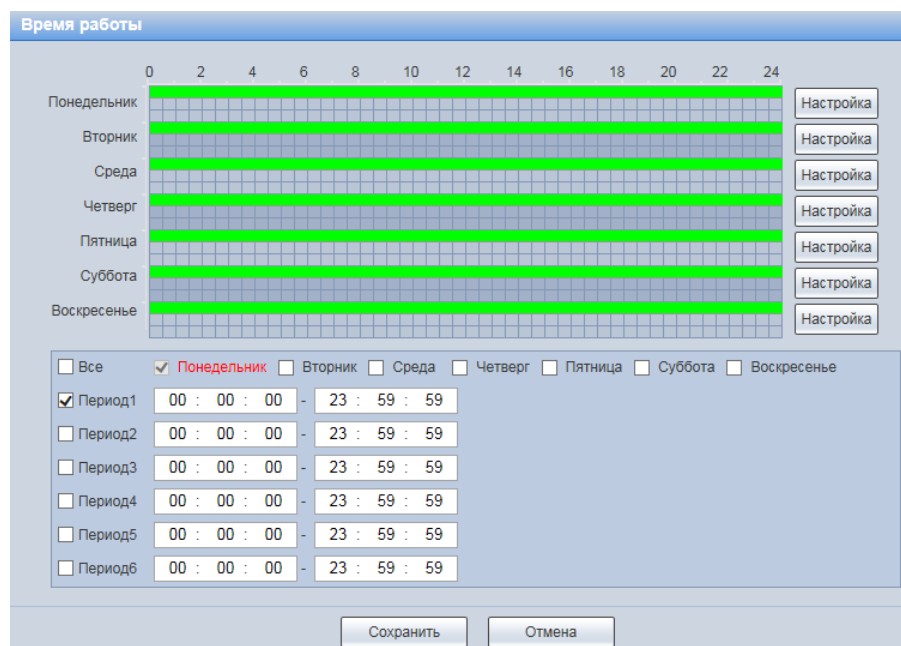 Время работы
0 2 4 6 8 10 12 14 16 18 20 22 24
Понедельник Настройка
Вторник Настройка
Среда Настройка
Четверг Настройка
Пятница Настройка
Суббота Настройка
Воскресенье Настройка
Все Понедельник Вторник Среда Четверг Пятница Суббота Воскресенье
Период1 00 : 00 : 00 - 23 : 59 : 59
Период2 00 : 00 : 00 - 23 : 59 : 59
Период3 00 : 00 : 00 - 23 : 59 : 59
Период4 00 : 00 : 00 - 23 : 59 : 59
Период5 00 : 00 : 00 - 23 : 59 : 59
Период6 00 : 00 : 00 - 23 : 59 : 59
Сохранить Отмена